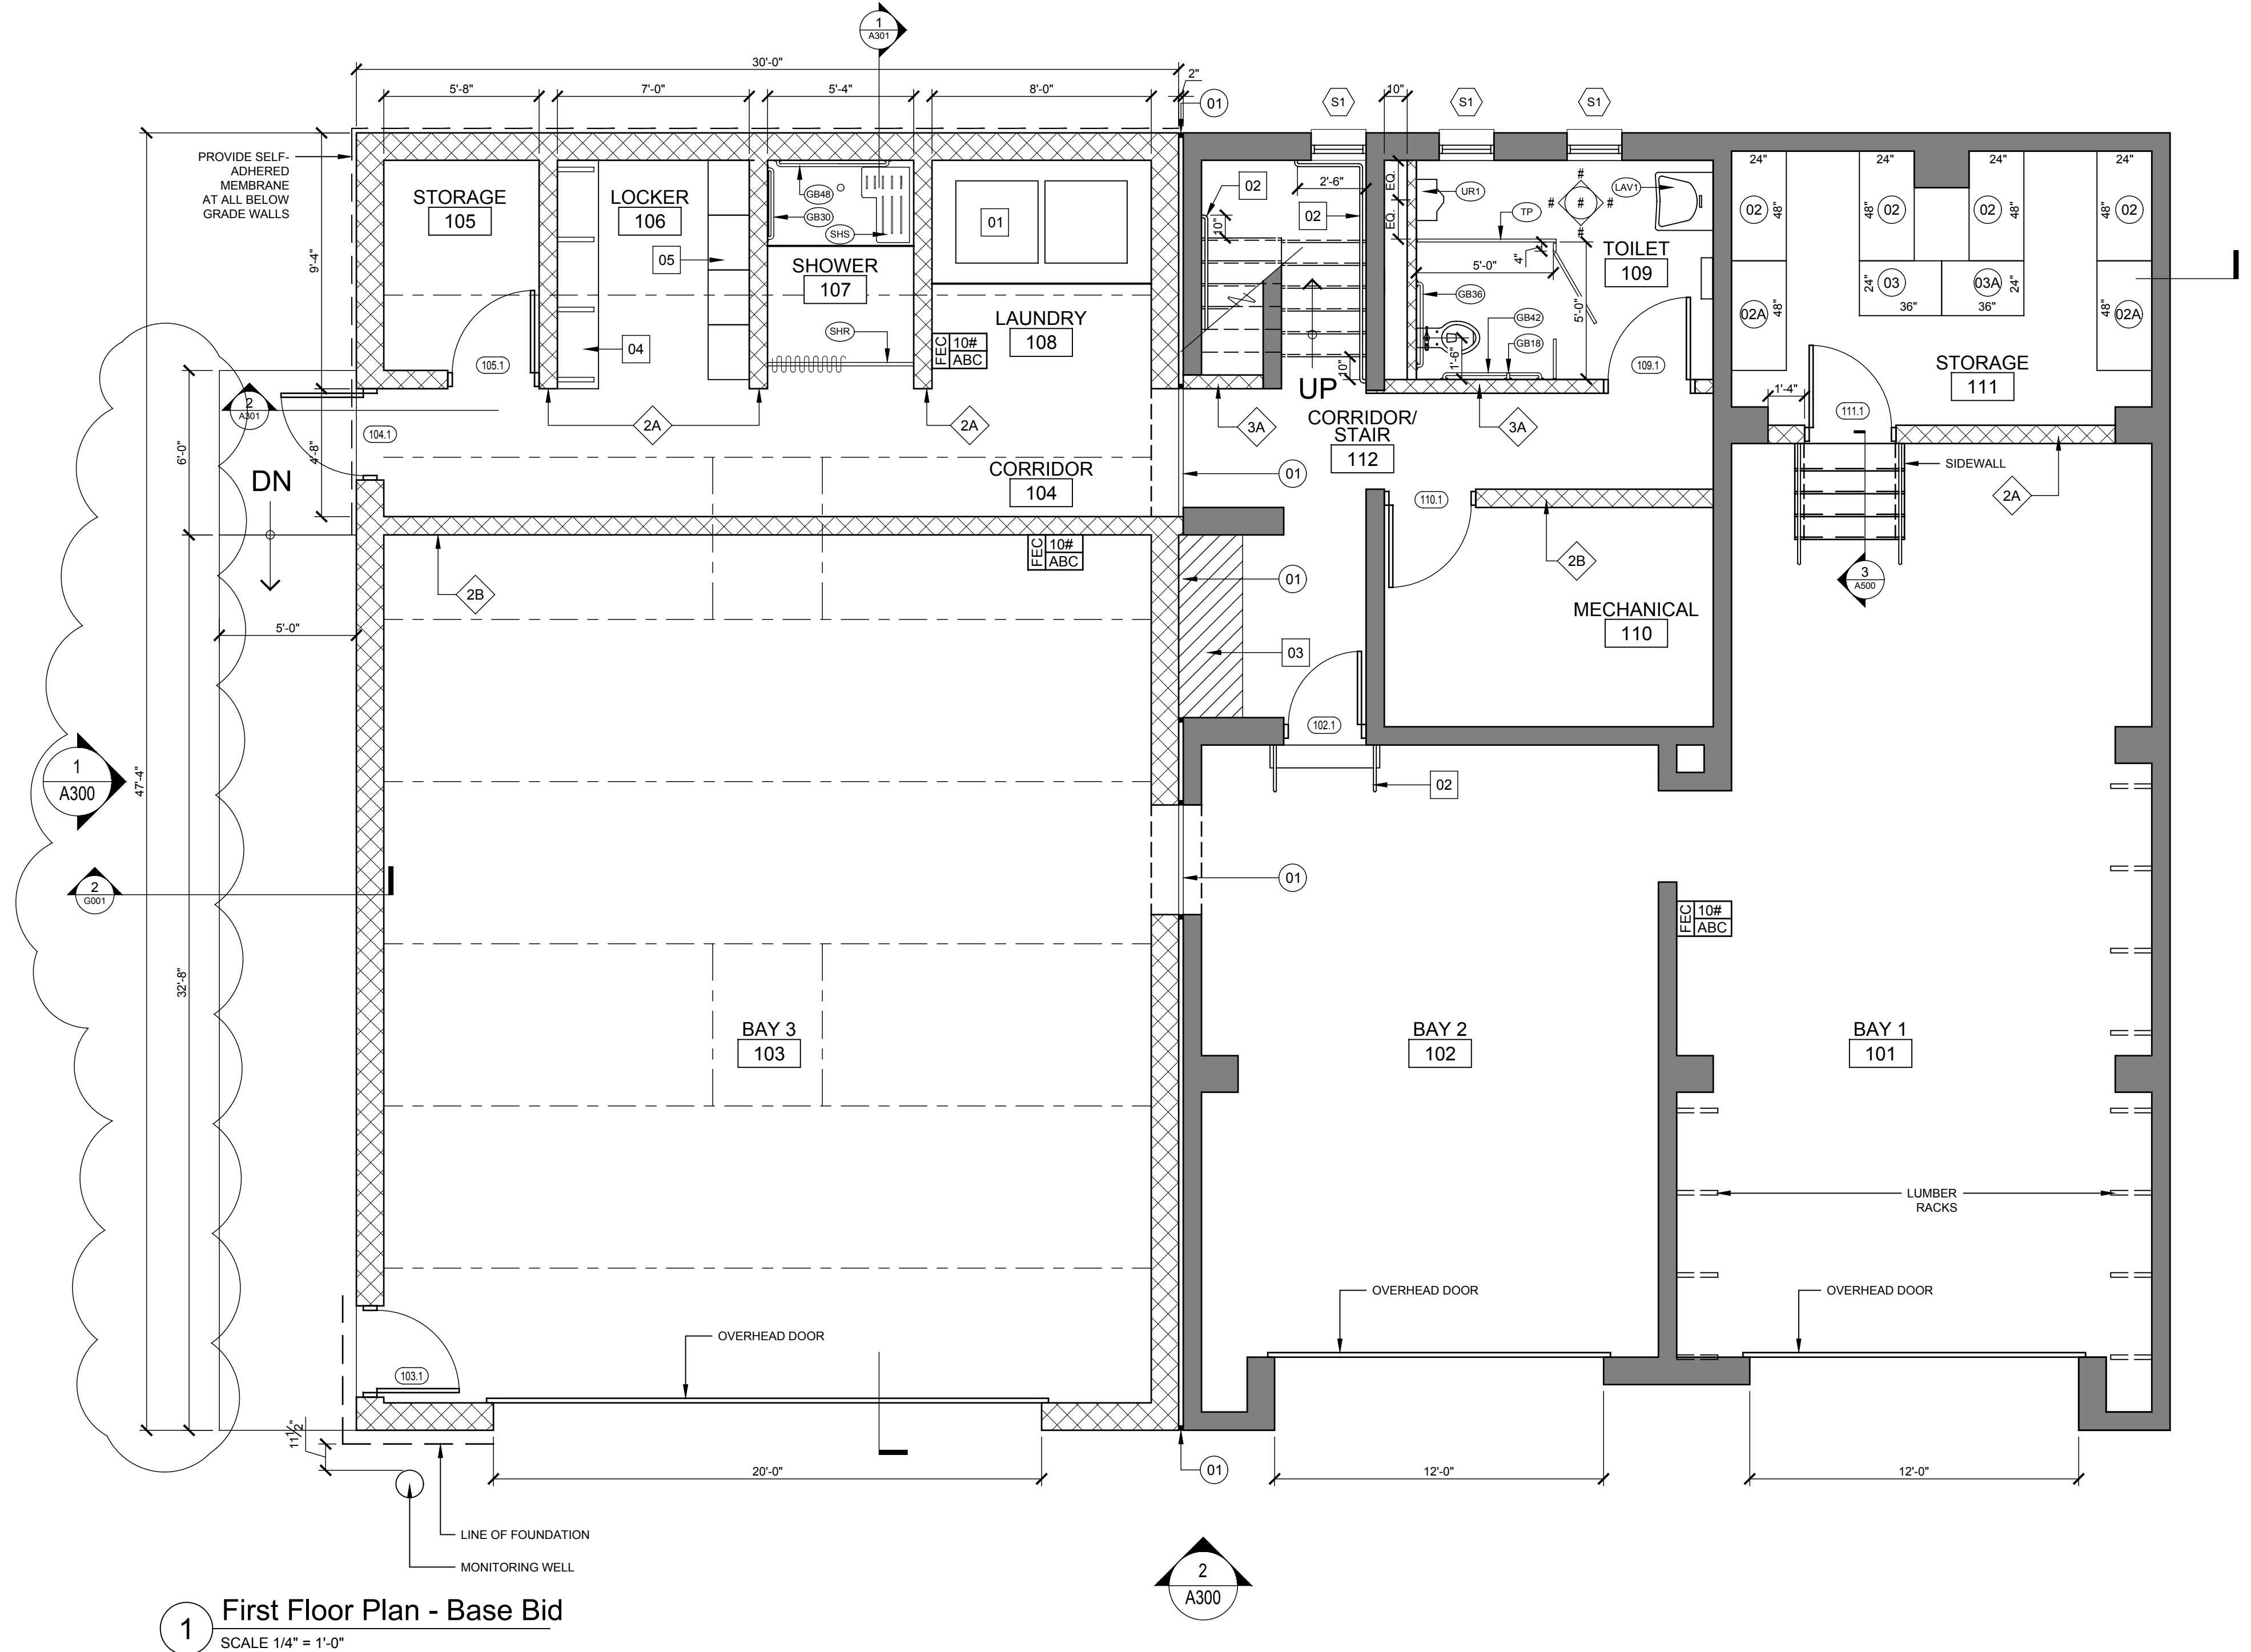 1
A301
30'-0"
2"
5'-8"
7'-0"
5'-4"
8'-0"
10"
01
S1
S1
S1
PROVIDE SELF-
ADHERED
MEMBRANE
AT ALL BELOW
GRADE WALLS
STORAGE
105
LOCKER
106
GB48
GB30
SHS
01
02
10"
2'-6"
02
EQ.
EQ.
UR1
TP
#
# # #
#
LAV1
24"
24"
24"
24"
02
48"
48"
02
02
48"
48"
02
05
SHOWER
107
9'-4"
TOILET
109
5'-0"
4"
GB36
5'-0"
24"
03
03A
24"
36"
36"
02A
48"
48"
02A
LAUNDRY
108
SHR
FEC
10#
ABC
04
105.1
GB42
GB18
1'-6"
10"
109.1
STORAGE
111
1'-4"
111.1
UP
2
A301
104.1
2A
2A
3A
CORRIDOR/
STAIR
112
3A
6'-0"
4'-8"
DN
CORRIDOR
104
01
110.1
SIDEWALL
2A
FEC
10#
ABC
2B
01
2B
3
A500
MECHANICAL
110
5'-0"
03
102.1
1
A300
47'-4"
02
2
G001
01
FEC
10#
ABC
32'-8"
BAY 3
103
BAY 2
102
BAY 1
101
LUMBER
RACKS
OVERHEAD DOOR
OVERHEAD DOOR
OVERHEAD DOOR
103.1
11½"
20'-0"
01
12'-0"
12'-0"
LINE OF FOUNDATION
MONITORING WELL
2
A300
1
First Floor Plan - Base Bid
SCALE 1/4" = 1'-0"